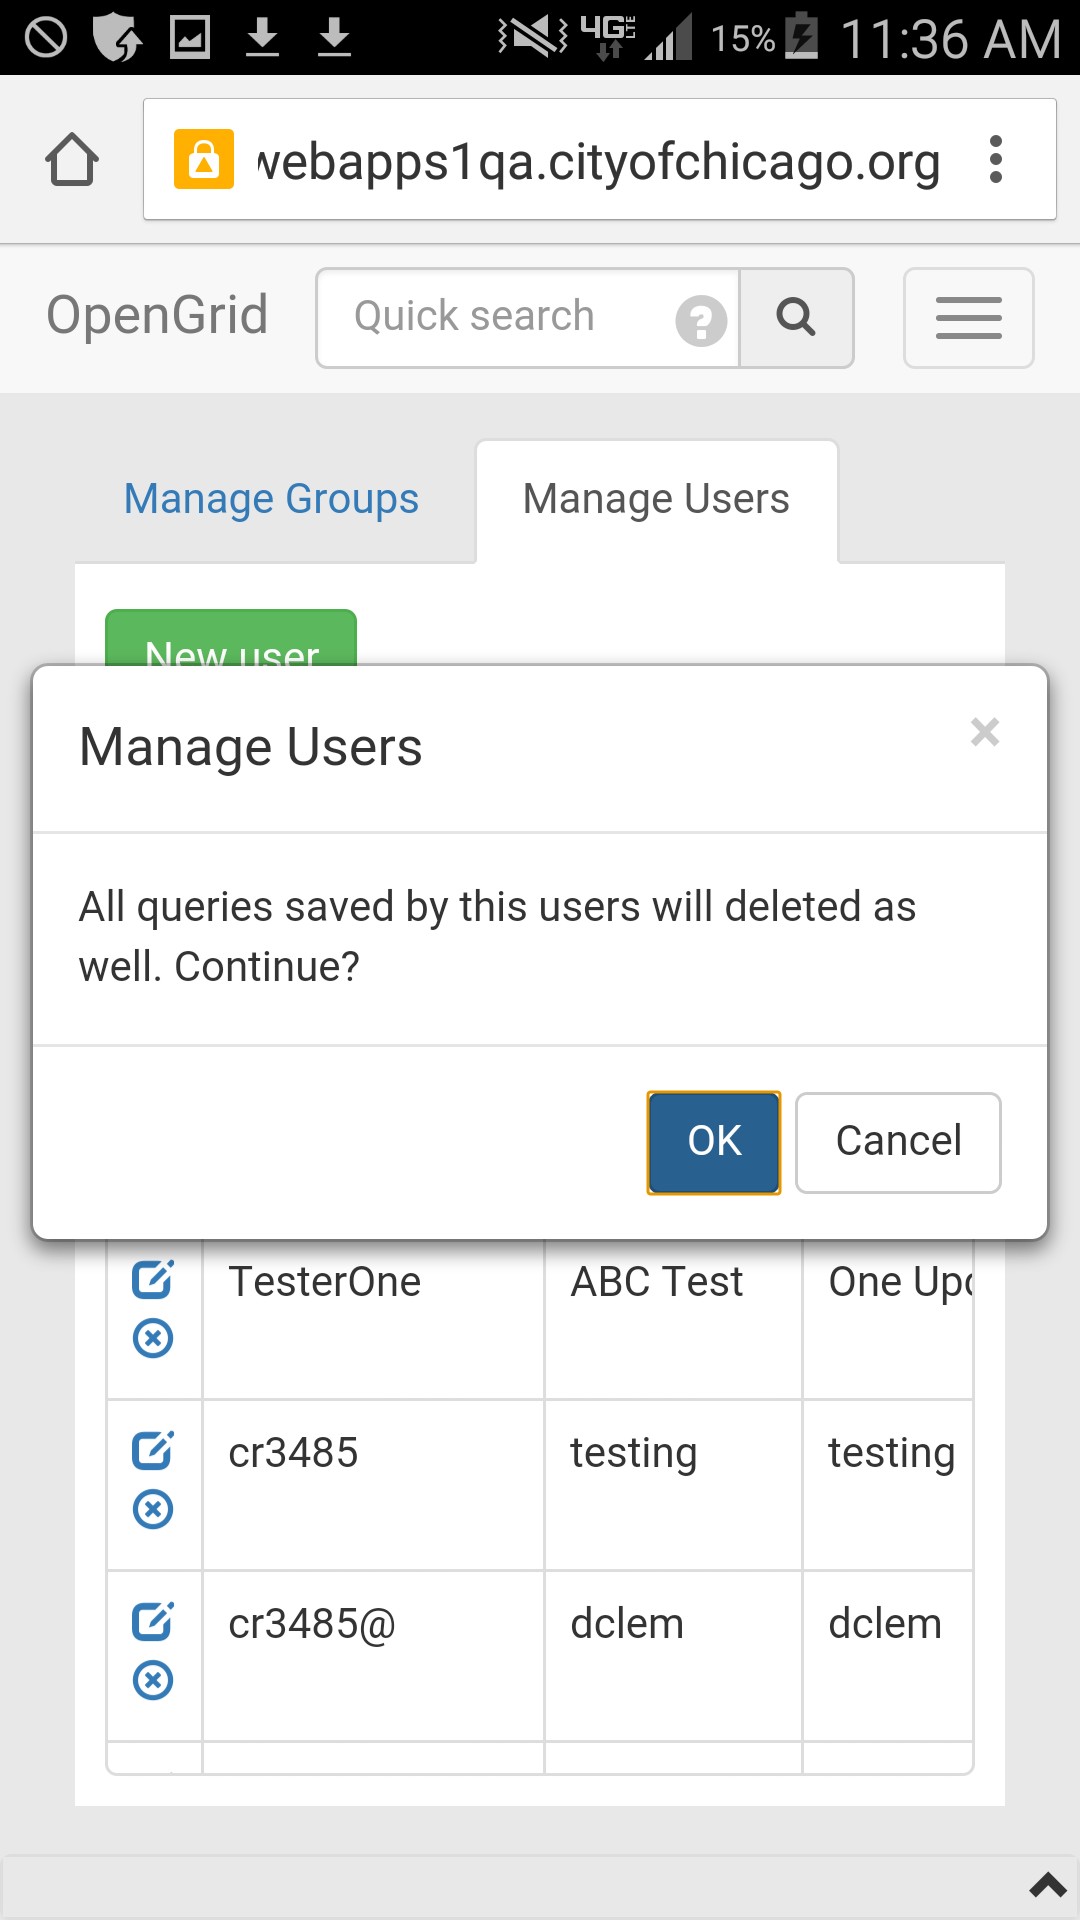 4G LTE 15% 11:36 AM
webapps1qa.cityofchicago.org
OpenGrid Quick search ?
Manage Groups Manage Users
New user
Manage Users ×
All queries saved by this users will deleted as
well. Continue?
OK Cancel
TesterOne ABC Test One Upd
cr3485 testing testing
cr3485@ dclem dclem